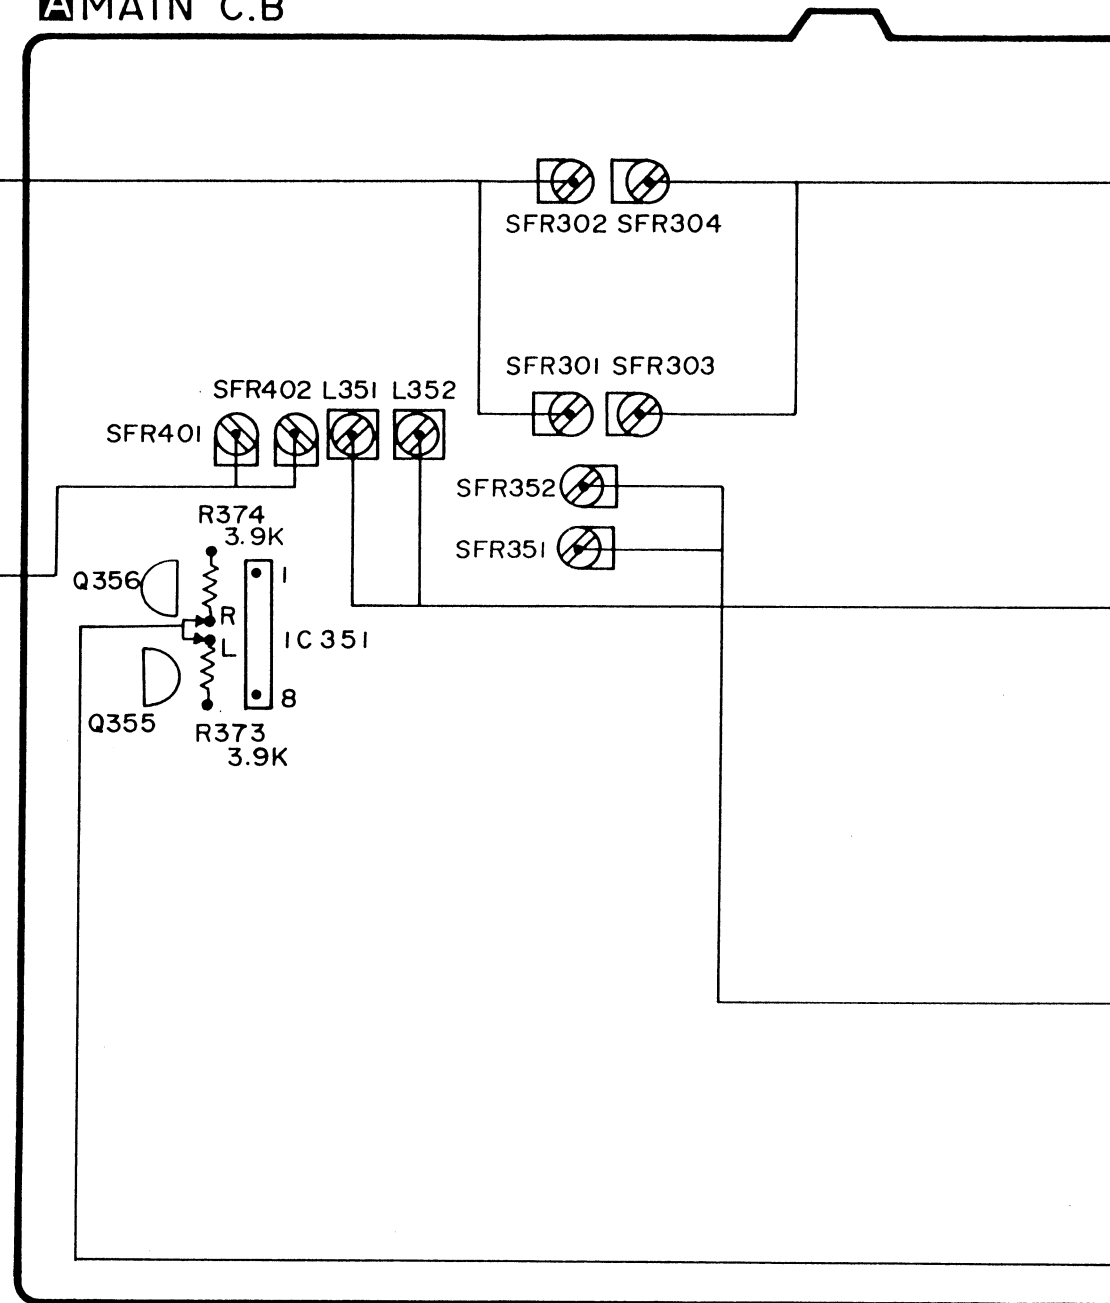 A MAIN C.B
SFR302 SFR304
SFR301 SFR303
SFR402 L351 L352
SFR401
SFR352
R374
3.9K
SFR351
Q356
1
R
IC351
L
8
Q355
R373
3.9K